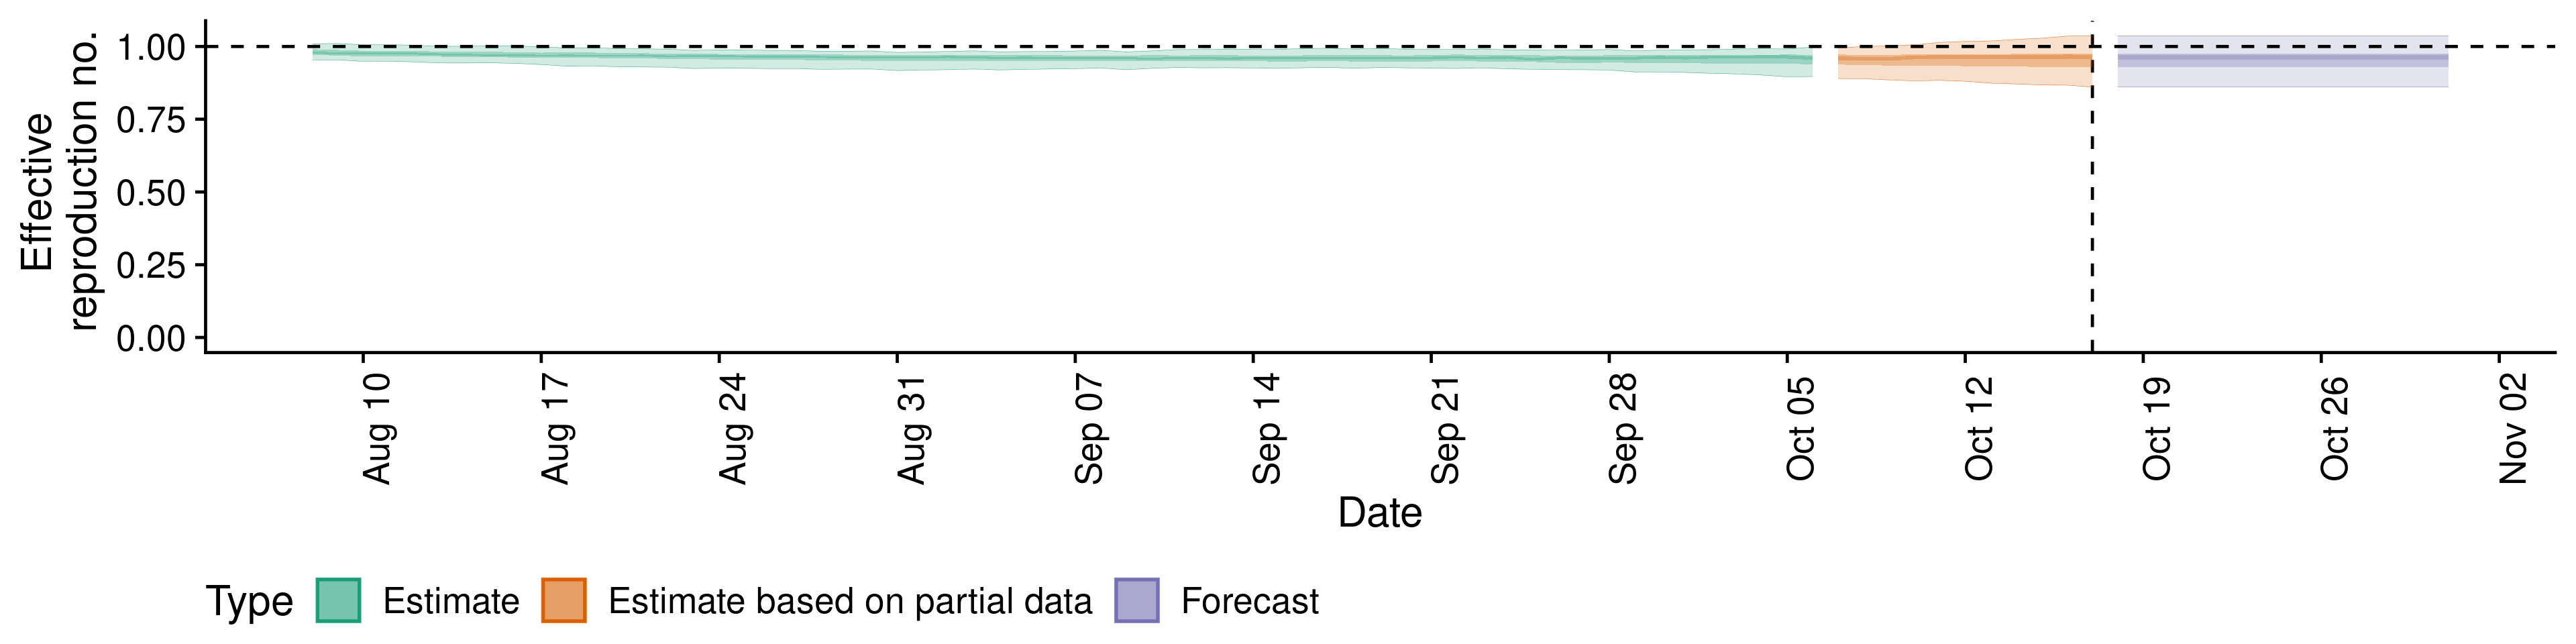 Effective
reproduction no.
1.00
0.75
0.50
0.25
0.00
Aug 10
Aug 17
Aug 24
Aug 31
Sep 07
Sep 14
Sep 21
Sep 28
Oct 05
Oct 12
Oct 19
Oct 26
Nov 02
Date
Type Estimate Estimate based on partial data Forecast